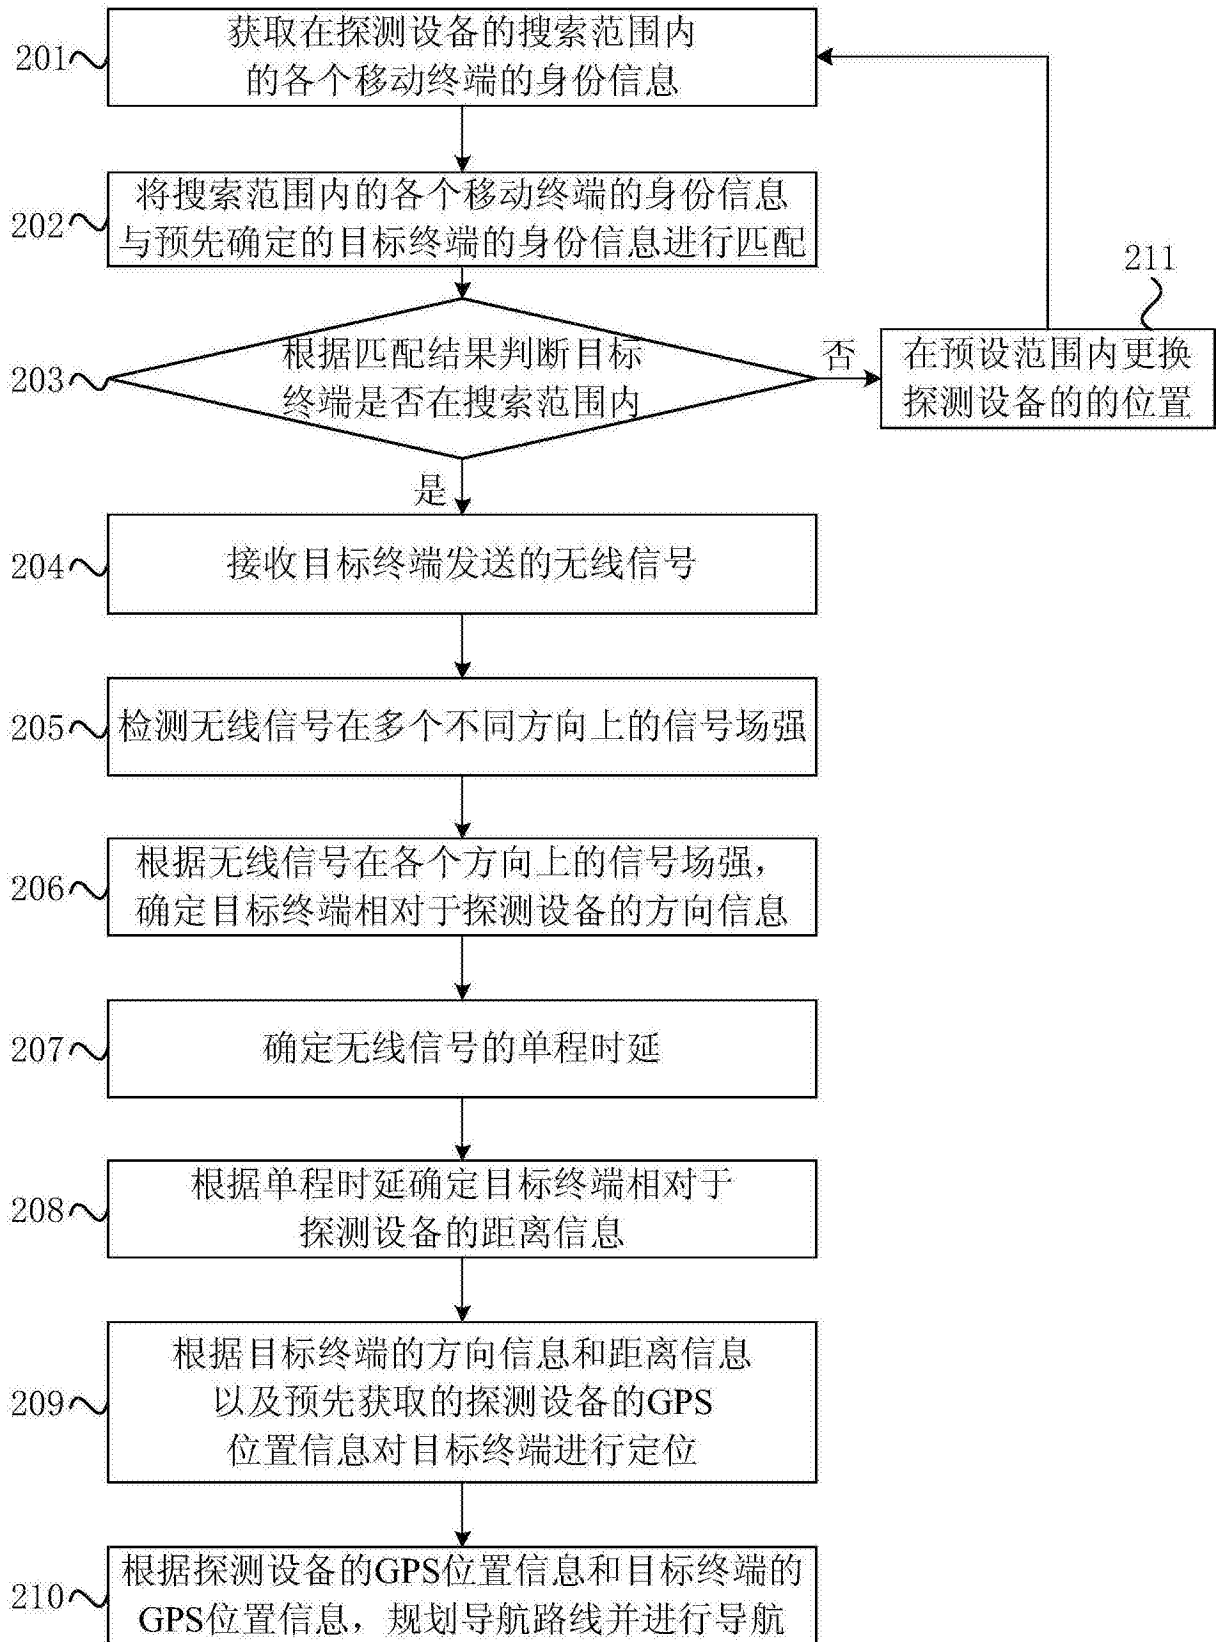 201
获取在探测设备的搜索范围内
的各个移动终端的身份信息
202
将搜索范围内的各个移动终端的身份信息
与预先确定的目标终端的身份信息进行匹配
203
根据匹配结果判断目标
终端是否在搜索范围内
否
211
在预设范围内更换
探测设备的的位置
是
204
接收目标终端发送的无线信号
205
检测无线信号在多个不同方向上的信号场强
206
根据无线信号在各个方向上的信号场强，
确定目标终端相对于探测设备的方向信息
207
确定无线信号的单程时延
208
根据单程时延确定目标终端相对于
探测设备的距离信息
209
根据目标终端的方向信息和距离信息
以及预先获取的探测设备的GPS
位置信息对目标终端进行定位
210
根据探测设备的GPS位置信息和目标终端的
GPS位置信息，规划导航路线并进行导航